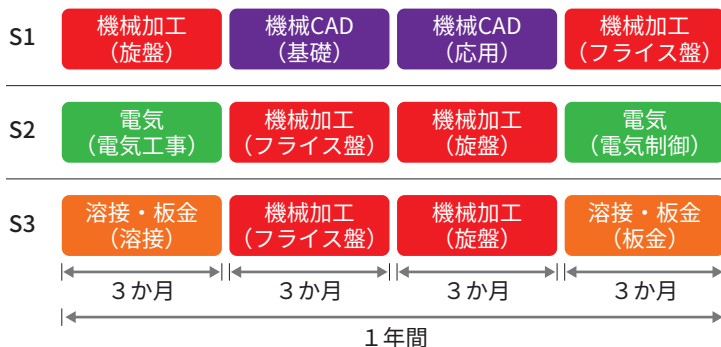 S1
機械加工
(旋盤)
機械CAD
(基礎)
機械CAD
(応用)
機械加工
(フライス盤)
S2
電気
(電気工事)
機械加工
(フライス盤)
機械加工
(旋盤)
電気
(電気制御)
S3
溶接・板金
(溶接)
機械加工
(フライス盤)
機械加工
(旋盤)
溶接・板金
(板金)
3か月
3か月
3か月
3か月
1年間